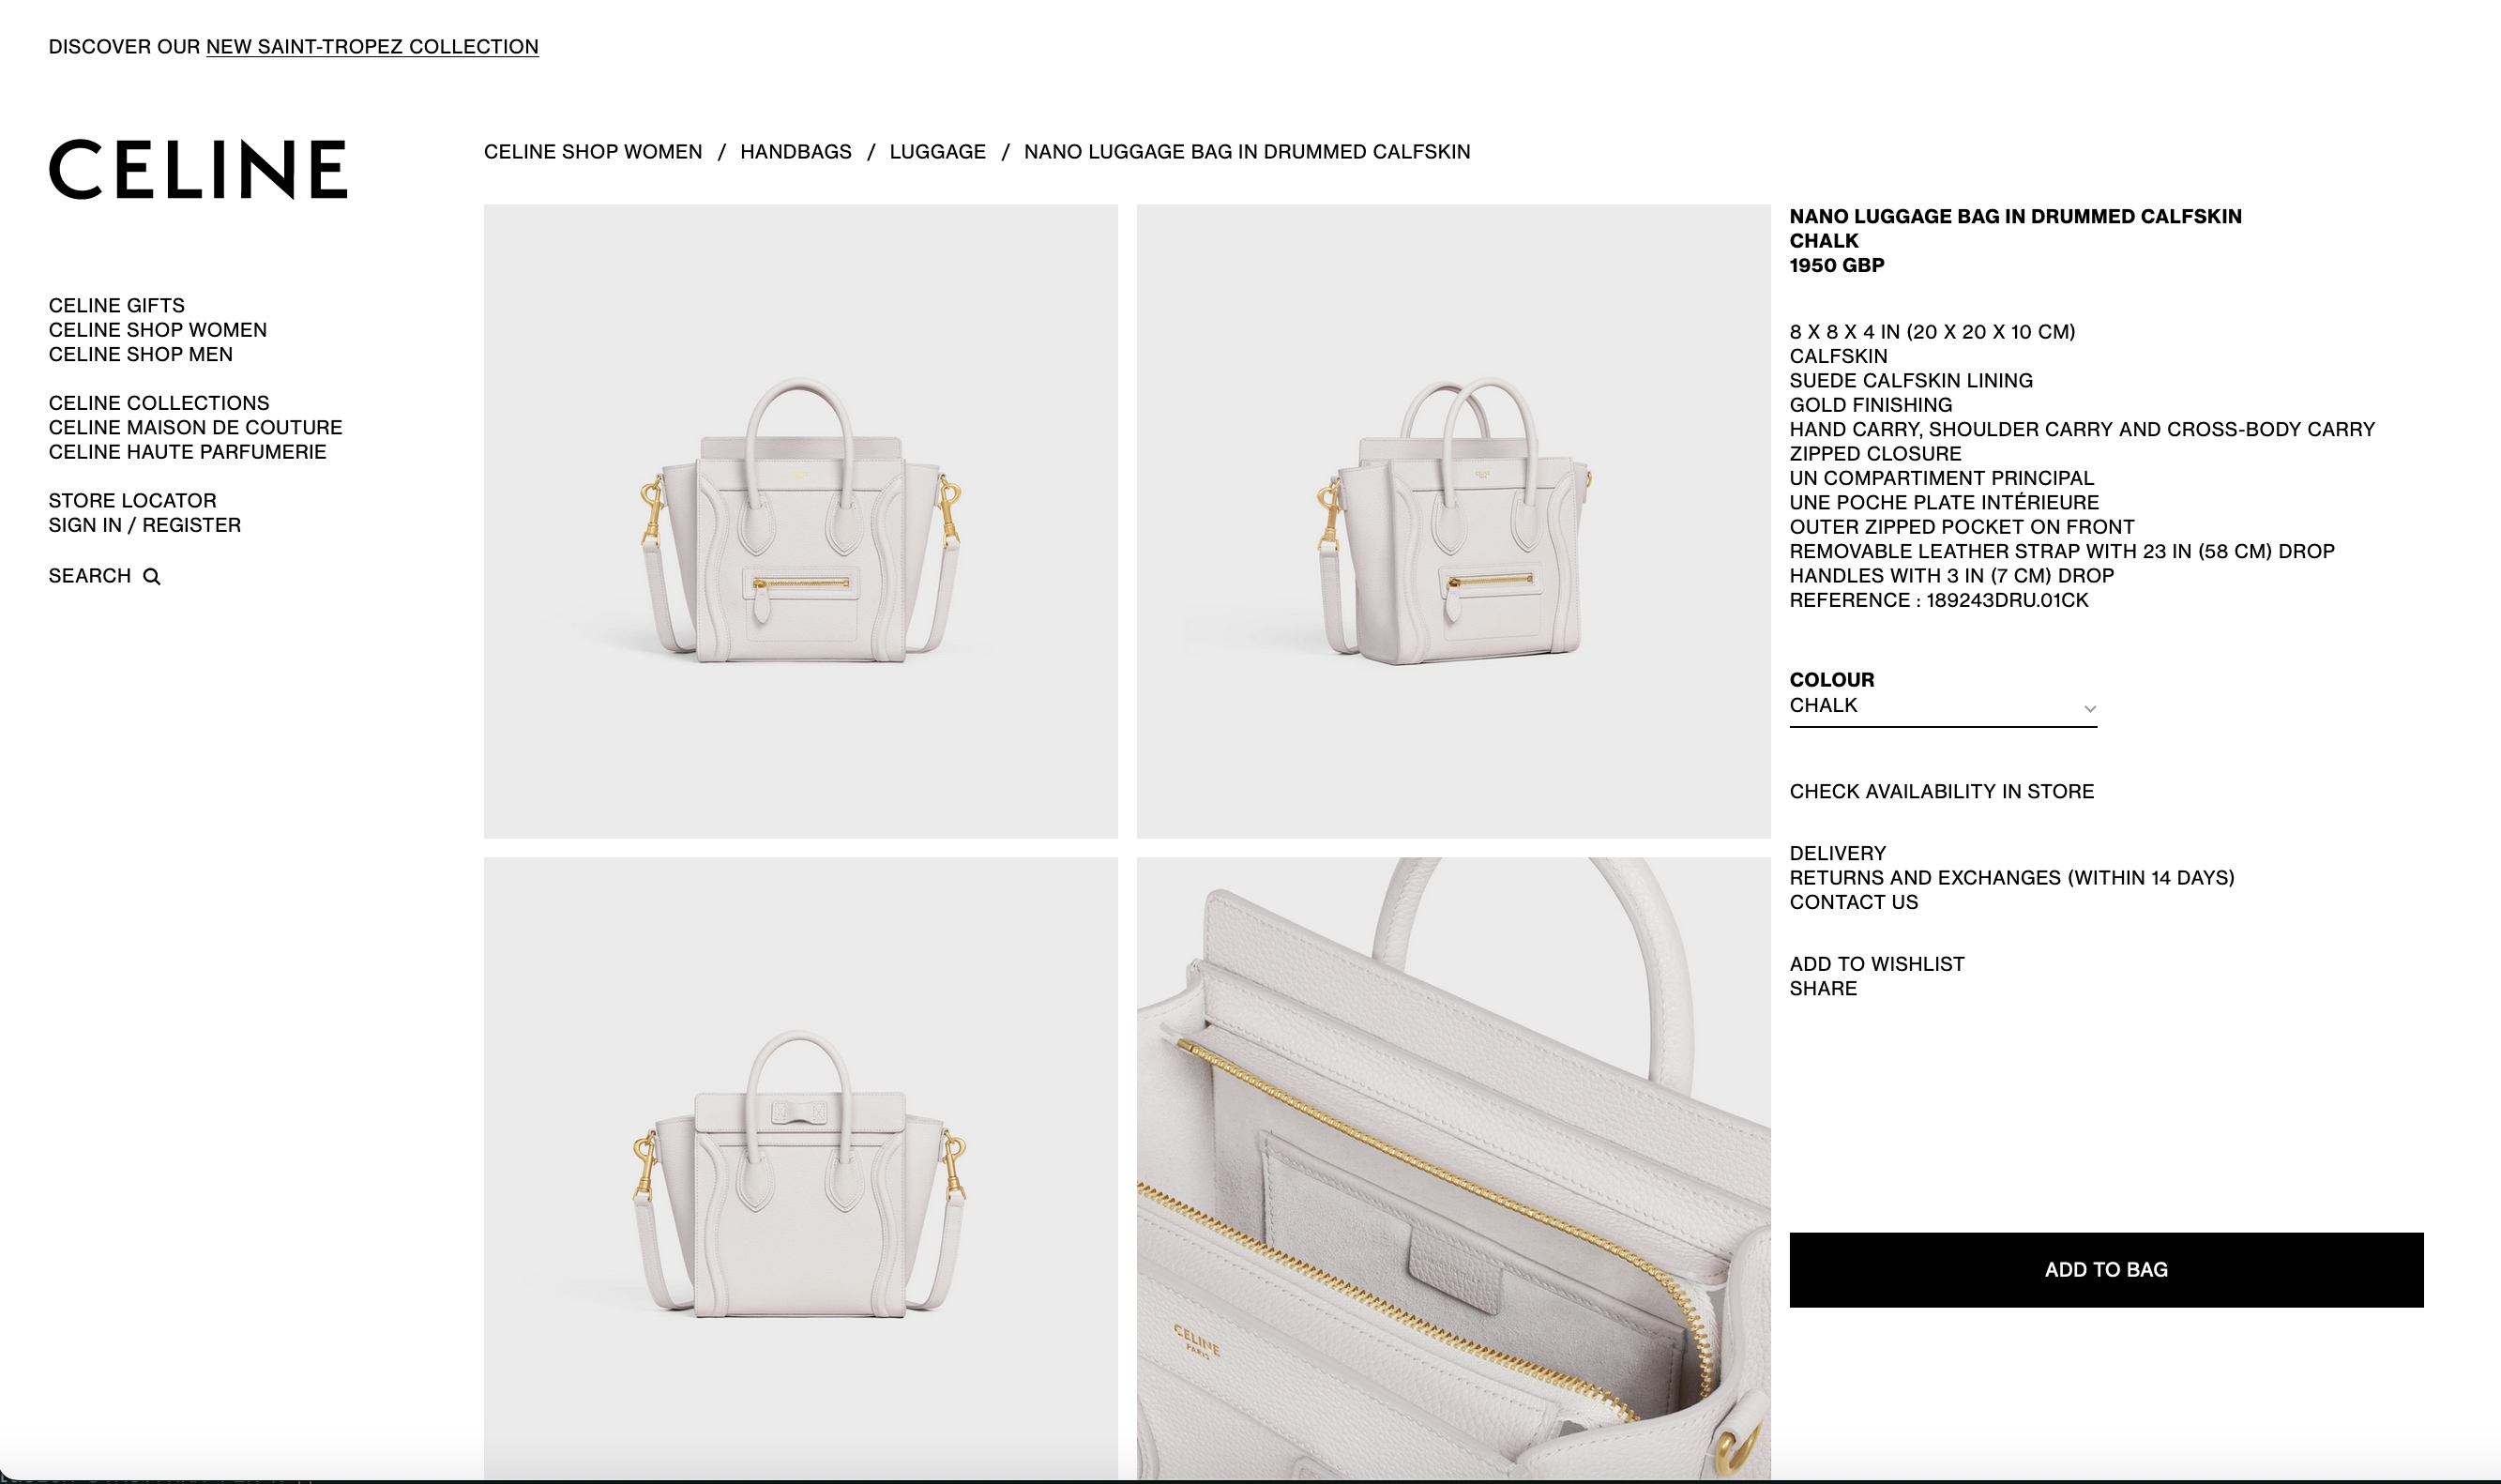 DISCOVER OUR NEW SAINT-TROPEZ COLLECTION
CELINE
CELINE GIFTS
CELINE SHOP WOMEN
CELINE SHOP MEN
CELINE COLLECTIONS
CELINE MAISON DE COUTURE
CELINE HAUTE PARFUMERIE
STORE LOCATOR
SIGN IN / REGISTER
SEARCH
CELINE SHOP WOMEN / HANDBAGS / LUGGAGE / NANO LUGGAGE BAG IN DRUMMED CALFSKIN
CELINE
PARIS
NANO LUGGAGE BAG IN DRUMMED CALFSKIN
CHALK
1950 GBP
8 X 8 X 4 IN (20 X 20 X 10 CM)
CALFSKIN
SUEDE CALFSKIN LINING
GOLD FINISHING
HAND CARRY, SHOULDER CARRY AND CROSS-BODY CARRY
ZIPPED CLOSURE
UN COMPARTIMENT PRINCIPAL
UNE POCHE PLATE INTÉRIEURE
OUTER ZIPPED POCKET ON FRONT
REMOVABLE LEATHER STRAP WITH 23 IN (58 CM) DROP
HANDLES WITH 3 IN (7 CM) DROP
REFERENCE : 189243DRU.01CK
COLOUR
CHALK
CHECK AVAILABILITY IN STORE
DELIVERY
RETURNS AND EXCHANGES (WITHIN 14 DAYS)
CONTACT US
ADD TO WISHLIST
SHARE
ADD TO BAG